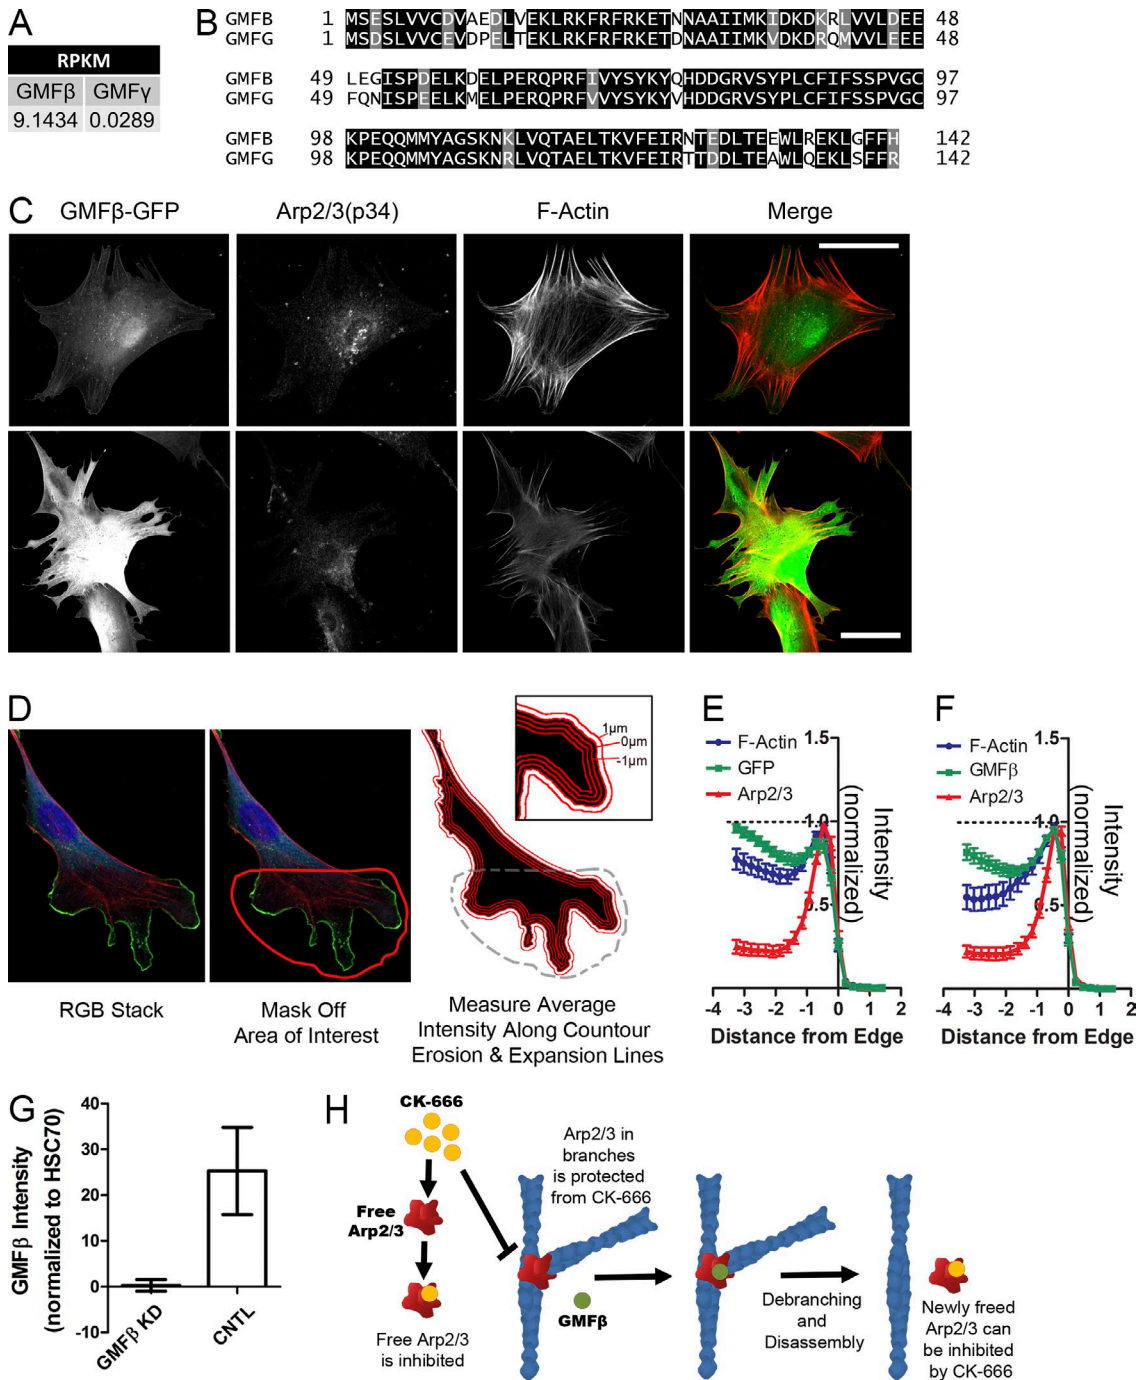 A
RPKM
GMFβ GMFγ
9.1434 0.0289
B
GMFB 1 MSESLVVCDVAEDLVEKLRKFRFRKETNNAAIIMKIDKDKRLVVLDEE 48
GMFG 1 MSDSLVVCEVDPELTEKLRKFRFRKETDNAAIIMKVDKDRQMVVLEEE 48
GMFB 49 LEGISPDELKDELPERQPRFIVYSYKYQHDDGRVSYPLCFIFSSPVGC 97
GMFG 49 FQNISPEELKMELPERQPRFVVYSYKYVHDDGRVSYPLCFIFSSPVGC 97
GMFB 98 KPEQQMMYAGSKNKLVQTAELTKVFEIRNTEDLTEEWLREKLGFFH 142
GMFG 98 KPEQQMMYAGSKNRLVQTAELTKVFEIRTTDDLTEAWLQEKLSFFR 142
C
GMFβ-GFP Arp2/3(p34) F-Actin Merge
D
1μm
0μm
-1μm
RGB Stack
Mask Off
Area of Interest
Measure Average
Intensity Along Countour
Erosion & Expansion Lines
E
F-Actin
GFP
Arp2/3
1.5
1.0
0.5
Intensity
(normalized)
-4 -3 -2 -1 0 1 2
Distance from Edge
F
F-Actin
GMFβ
Arp2/3
1.5
1.0
0.5
Intensity
(normalized)
-4 -3 -2 -1 0 1 2
Distance from Edge
G
GMFβ Intensity
(normalized to HSC70)
40
30
20
10
0
-10
GMFβ KD
CNTL
H
CK-666
Free
Arp2/3
Free Arp2/3
is inhibited
Arp2/3 in
branches
is protected
from CK-666
GMFβ
Debranching
and
Disassembly
Newly freed
Arp2/3 can
be inhibited
by CK-666